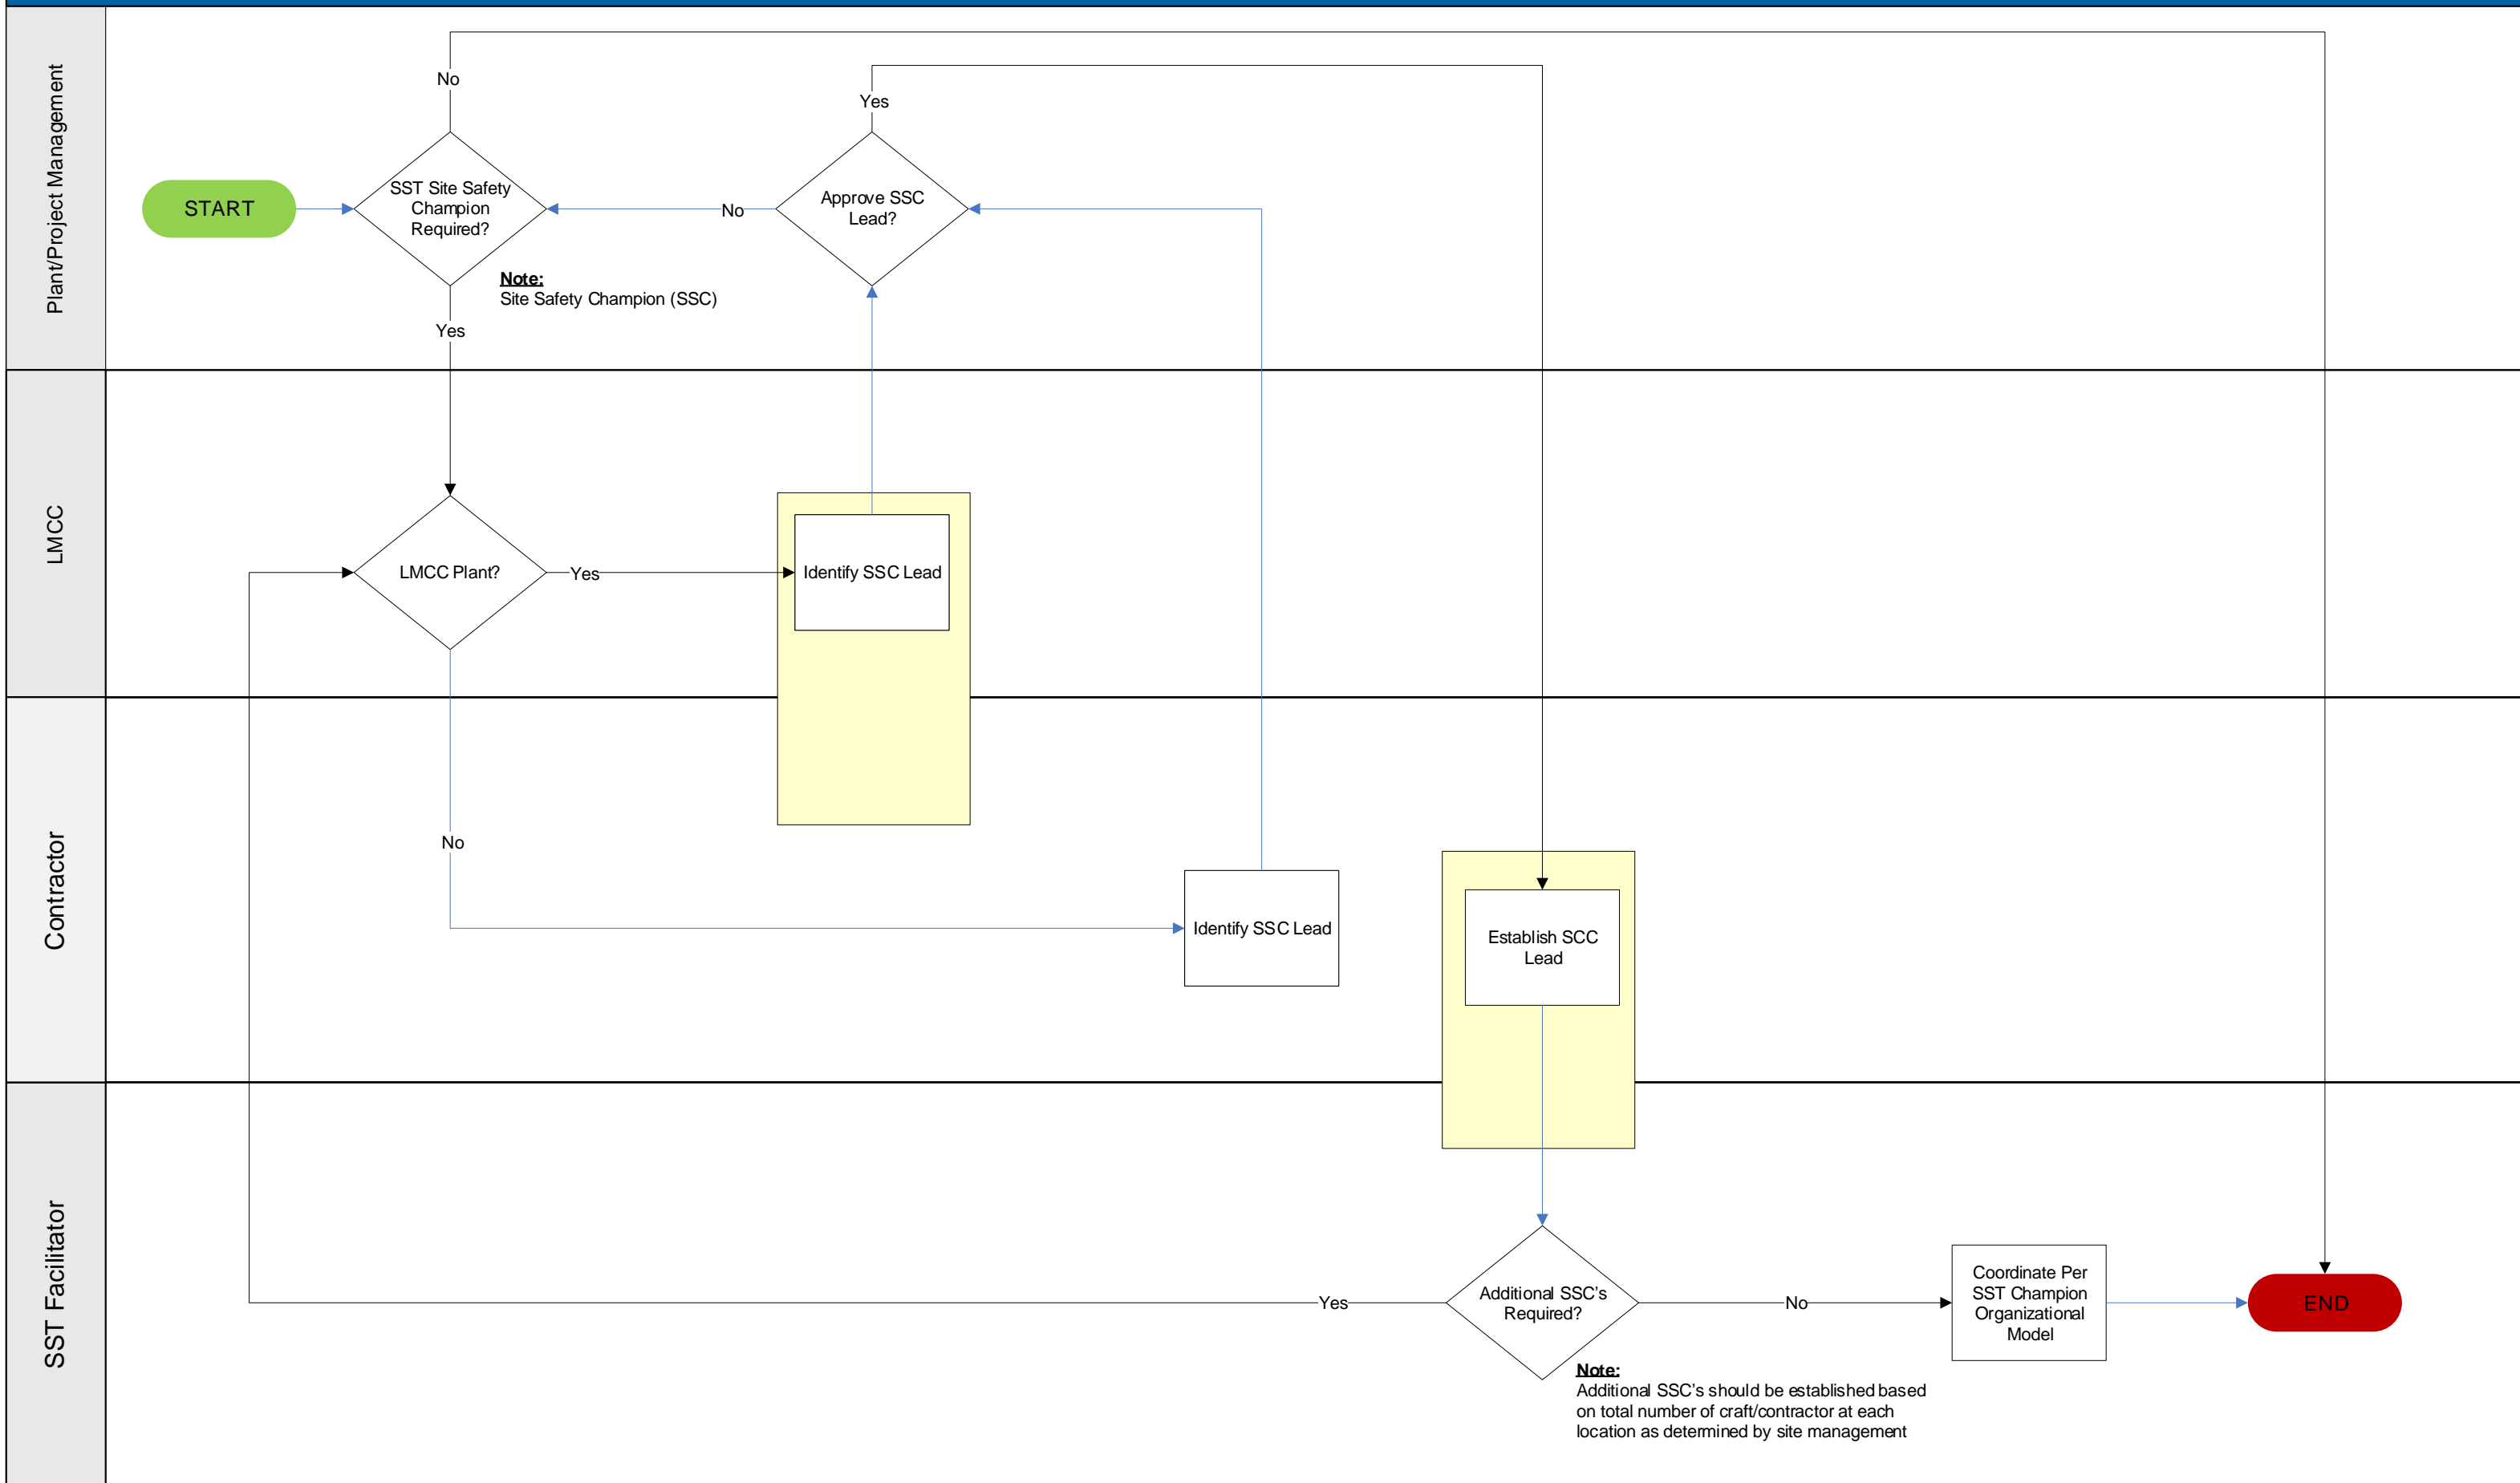 Plant/Project Management
No
Yes
START
SST Site Safety
Champion
Required?
No
Approve SSC
Lead?
Note:
Site Safety Champion (SSC)
Yes
LMCC
LMCC Plant?
Yes
Identify SSC Lead
Contractor
No
Identify SSC Lead
Establish SCC
Lead
SST Facilitator
Yes
Additional SSC's
Required?
No
Coordinate Per
SST Champion
Organizational
Model
END
Note:
Additional SSC's should be established based
on total number of craft/contractor at each
location as determined by site management